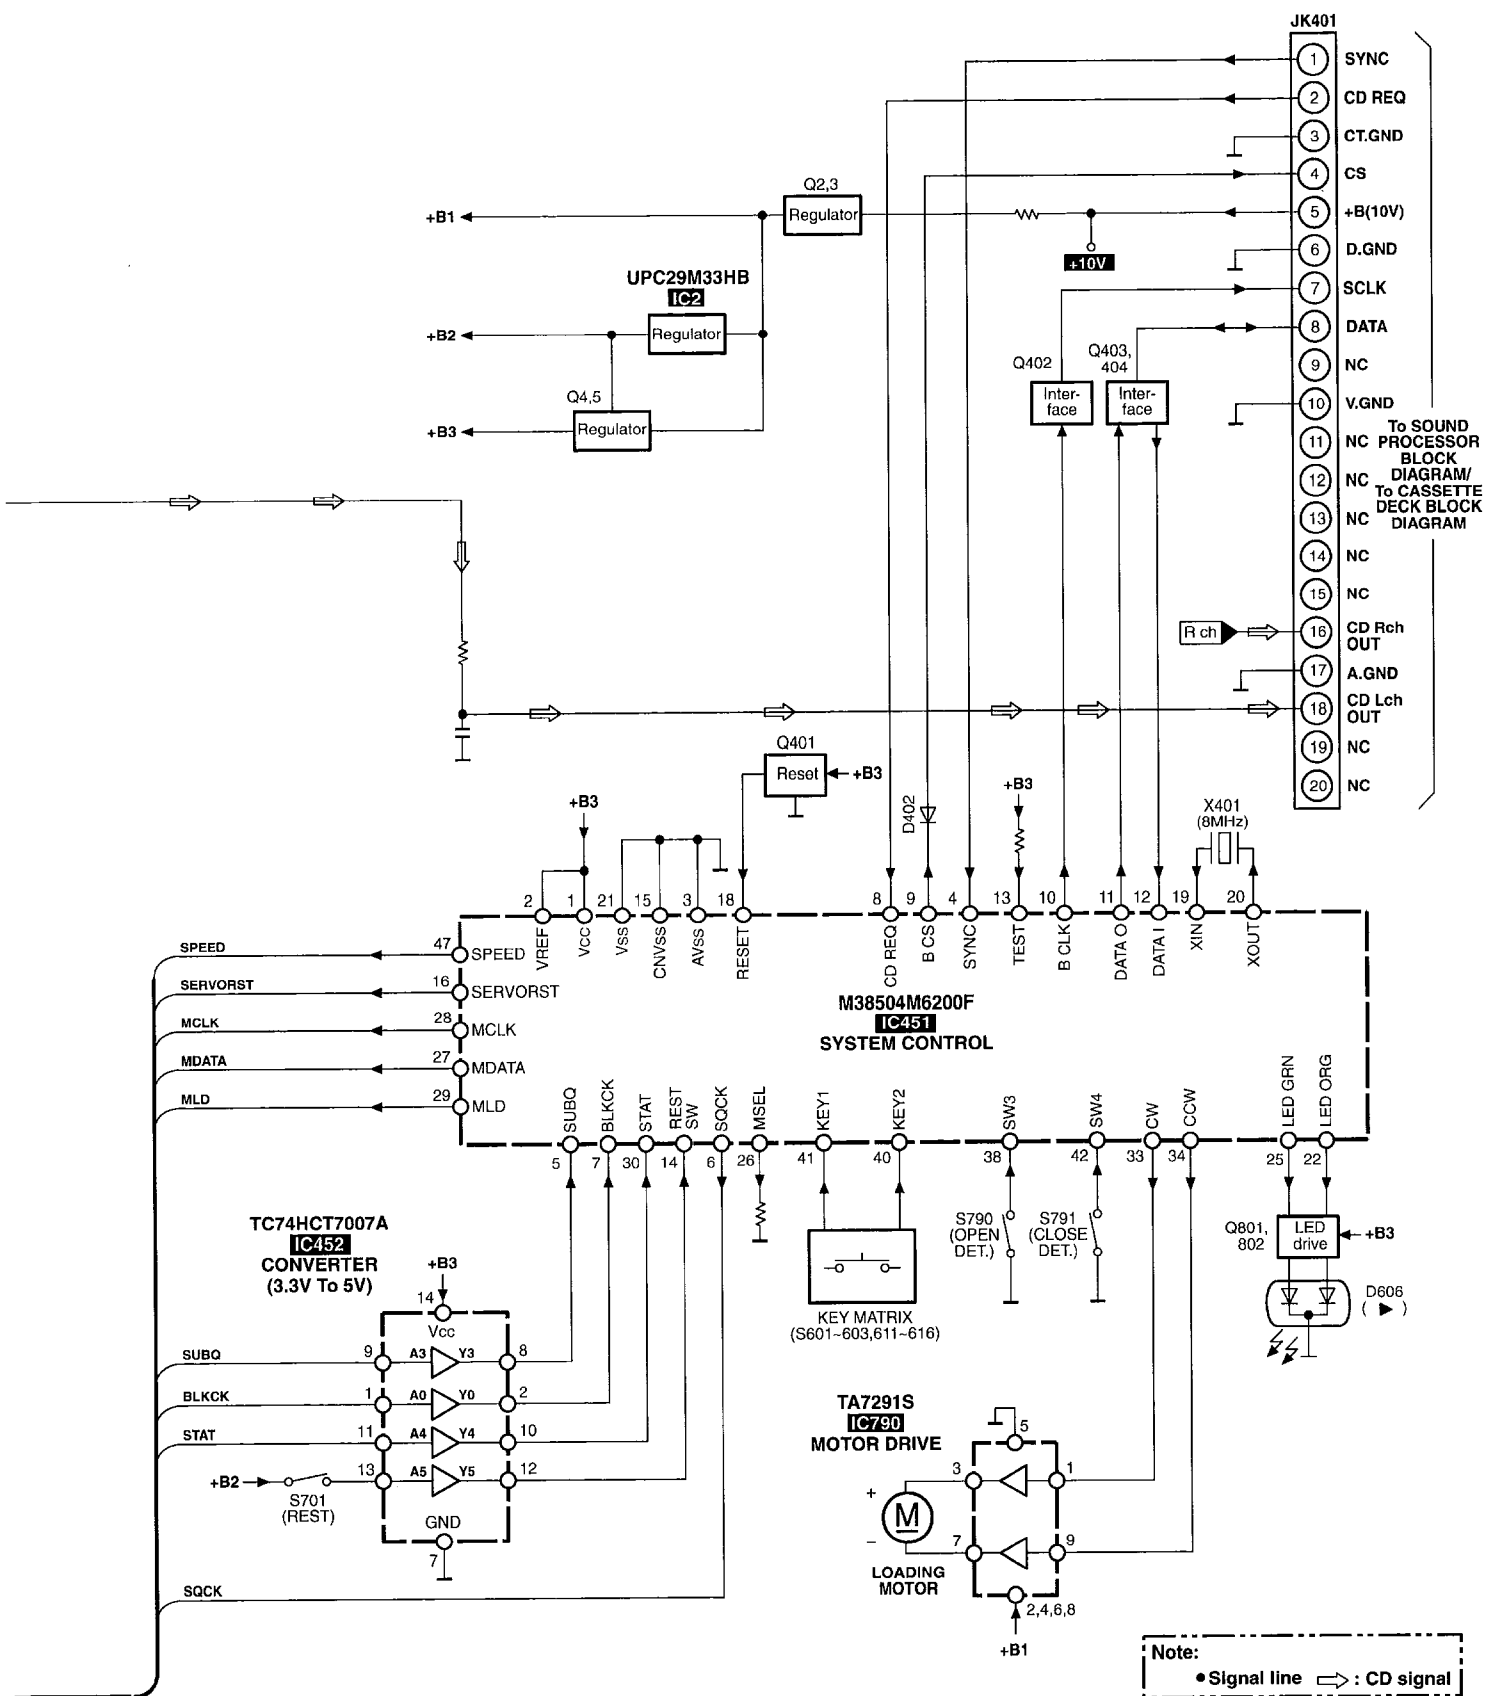 JK401
1 SYNC
2 CD REQ
3 CT.GND
4 CS
5 +B(10V)
6 D.GND
7 SCLK
8 DATA
9 NC
10 V.GND
11 NC
12 NC
13 NC
14 NC
15 NC
16 CD Rch
OUT
17 A.GND
18 CD Lch
OUT
19 NC
20 NC
To SOUND
PROCESSOR
BLOCK
DIAGRAM/
To CASSETTE
DECK BLOCK
DIAGRAM
Q2,3
+B1
Regulator
+10V
UPC29M33HB
IC2
+B2
Regulator
Q4,5
+B3
Regulator
Q402
Inter-
face
Q403,
404
Inter-
face
R ch
Q401
Reset
+B3
+B3
D402
+B3
X401
(8MHz)
2 1 21 15 3 18 8 9 4 13 10 11 12 19 20
VREF
VCC
VSS
CNVSS
AVSS
RESET
CD REQ
B CS
SYNC
TEST
B CLK
DATA O
DATA I
XIN
XOUT
SPEED 47 SPEED
SERVORST 16 SERVORST
MCLK 28 MCLK
MDATA 27 MDATA
MLD 29 MLD
M38504M6200F
IC451
SYSTEM CONTROL
SUBQ
BLKCK
STAT
REST
SW
SQCK
MSEL
KEY1
KEY2
SW3
SW4
CW
CCW
LED GRN
LED ORG
5 7 30 14 6 26 41 40 38 42 33 34 25 22
TC74HCT7007A
IC452
CONVERTER
(3.3V To 5V)
+B3
14
Vcc
SUBQ 9 A3 Y3 8
BLKCK 1 A0 Y0 2
STAT 11 A4 Y4 10
+B2 13 A5 Y5 12
S701
(REST)
GND
7
SQCK
KEY MATRIX
(S601~603,611~616)
S790
(OPEN
DET.)
S791
(CLOSE
DET.)
Q801,
802
LED
drive
+B3
D606
( ▶ )
TA7291S
IC790
MOTOR DRIVE
5
3 1
+
M
−
7 9
LOADING
MOTOR
2,4,6,8
+B1
Note:
●Signal line ⇨ : CD signal